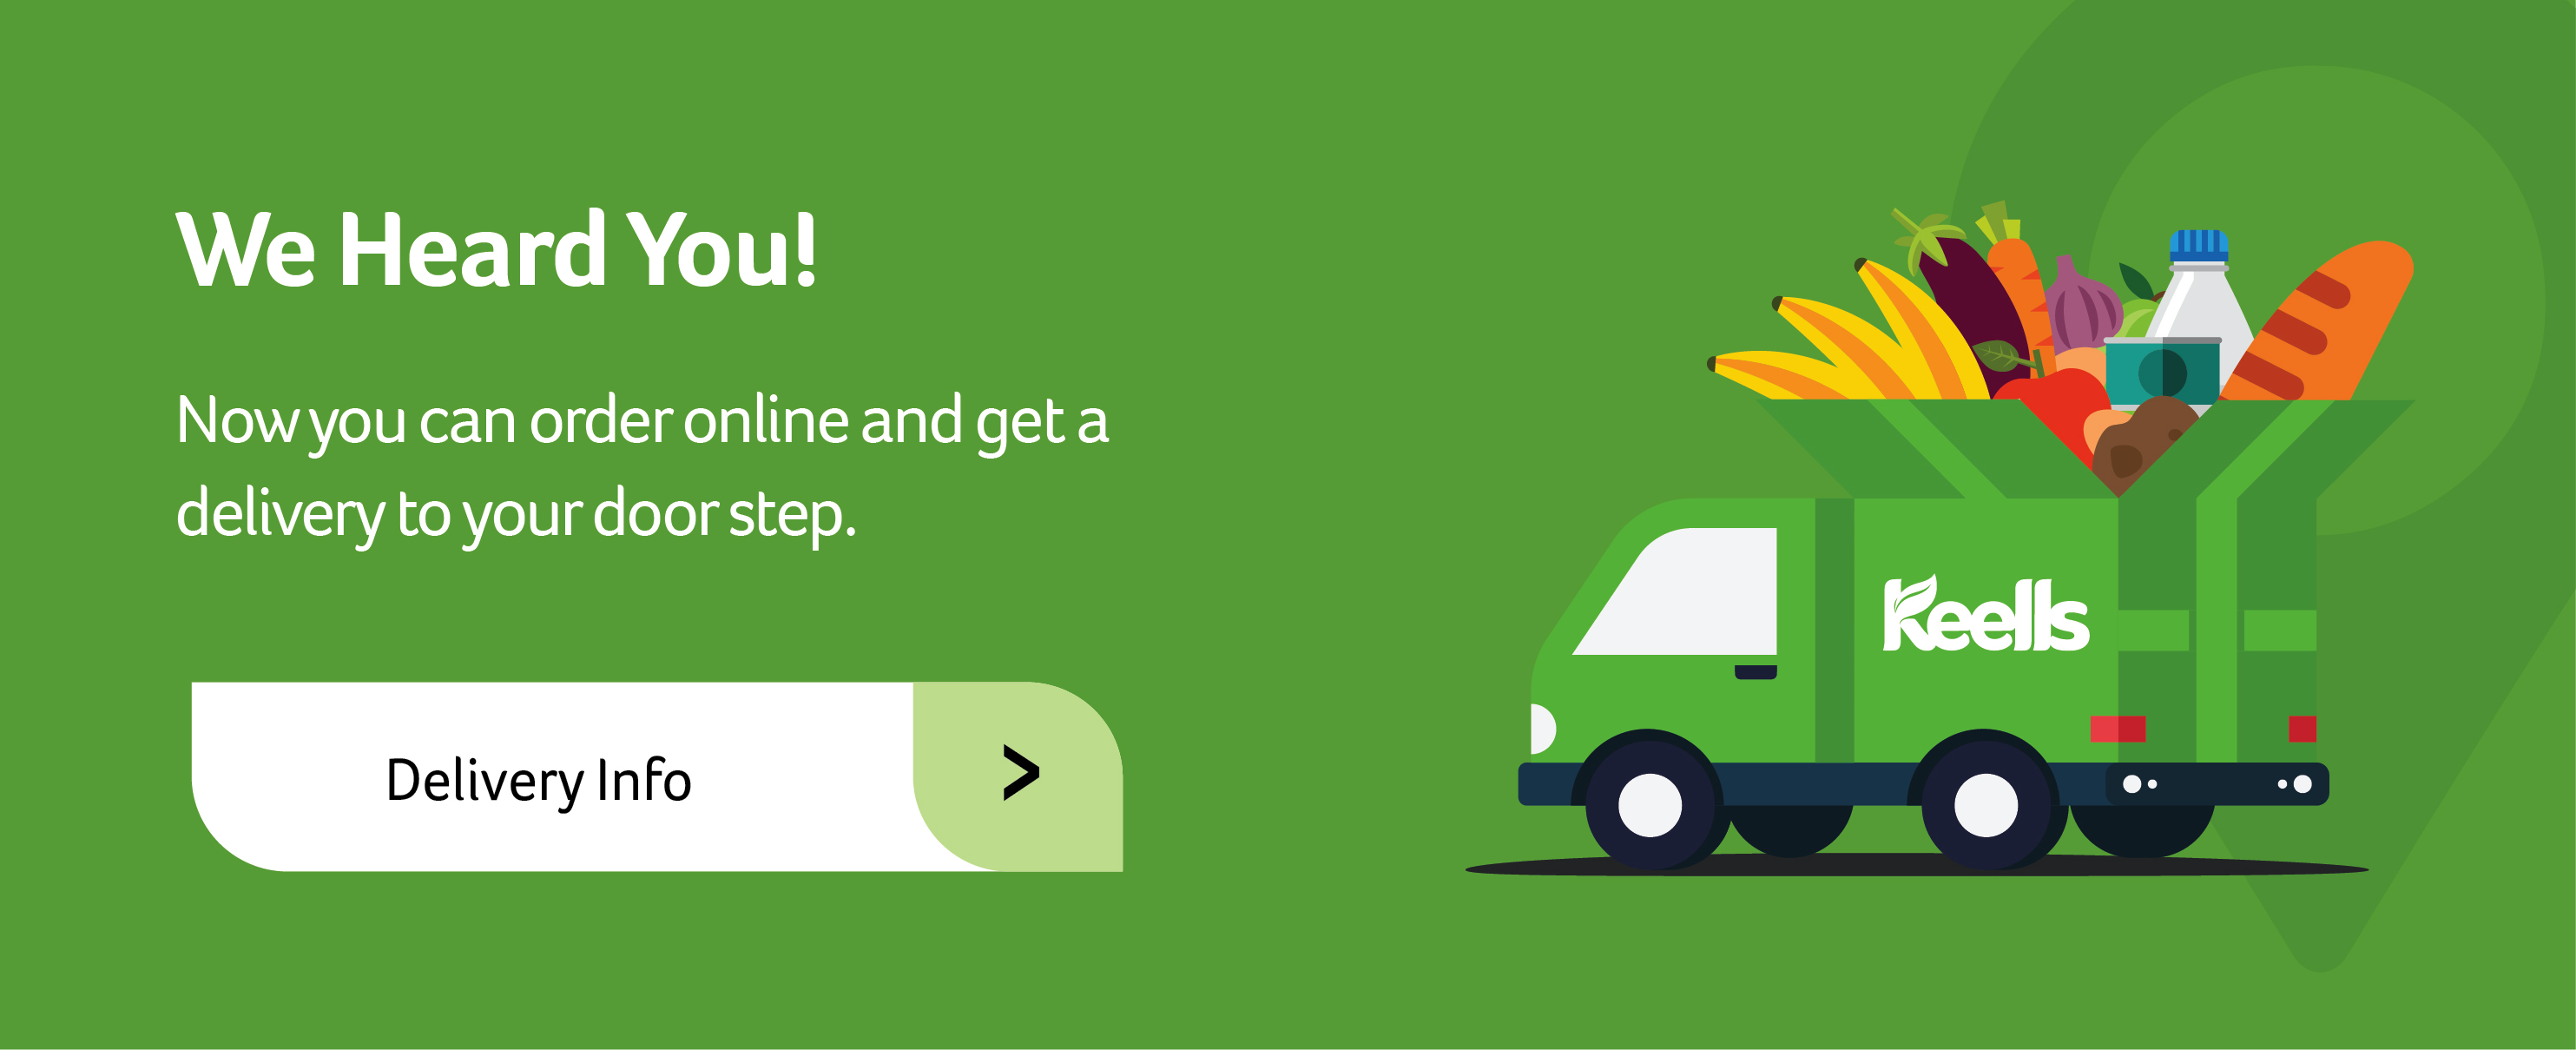 We Heard You!
Now you can order online and get a
delivery to your door step.
Delivery Info
>
Keells